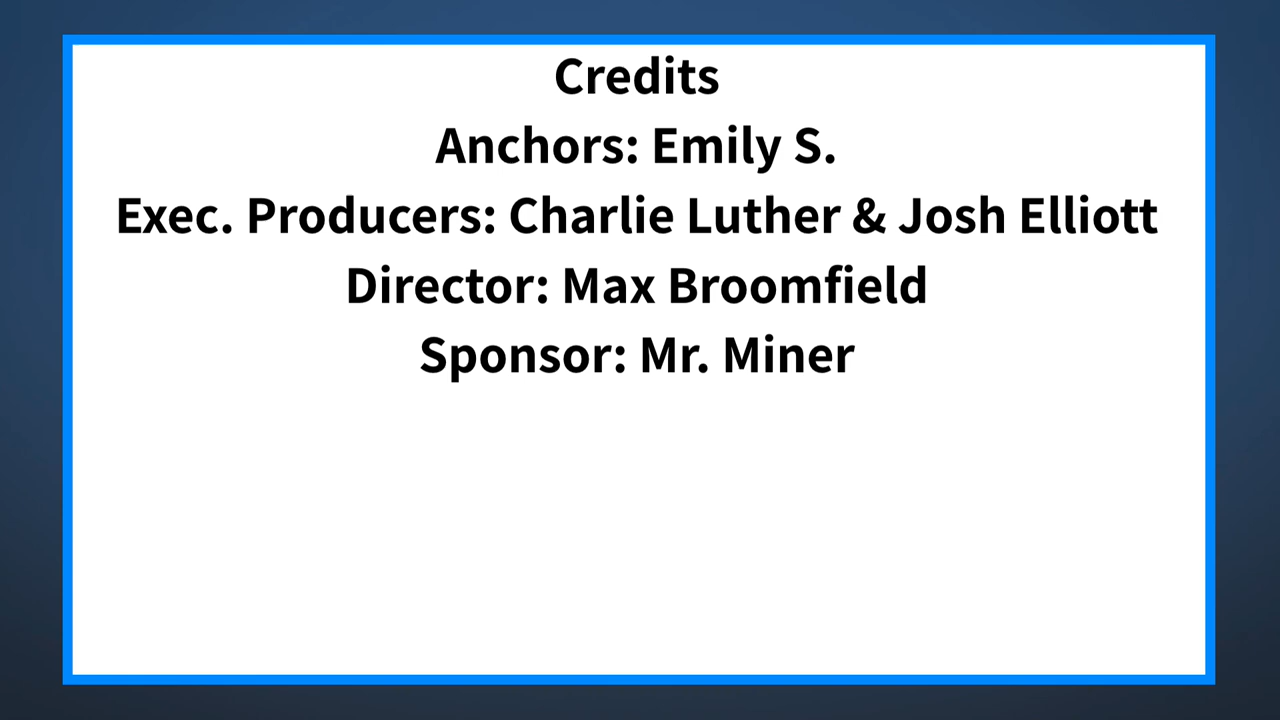 Credits
Anchors: Emily S.
Exec. Producers: Charlie Luther & Josh Elliott
Director: Max Broomfield
Sponsor: Mr. Miner